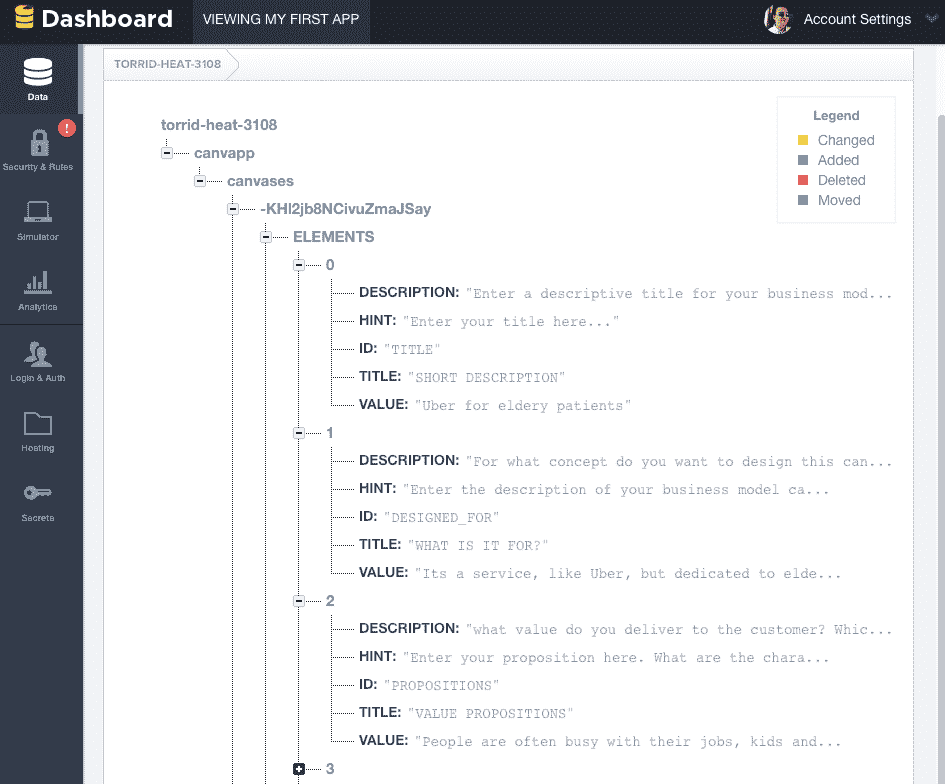 Dashboard
VIEWING MY FIRST APP
Account Settings
TORRID-HEAT-3108
Data
!
Security & Rules
Simulator
Analytics
Login & Auth
Hosting
Secrets
Legend
Changed
Added
Deleted
Moved
torrid-heat-3108
canvapp
canvases
-KHl2jb8NCivuZmaJSay
ELEMENTS
0
DESCRIPTION: "Enter a descriptive title for your business mod...
HINT: "Enter your title here..."
ID: "TITLE"
TITLE: "SHORT DESCRIPTION"
VALUE: "Uber for eldery patients"
1
DESCRIPTION: "For what concept do you want to design this can...
HINT: "Enter the description of your business model ca...
ID: "DESIGNED_FOR"
TITLE: "WHAT IS IT FOR?"
VALUE: "Its a service, like Uber, but dedicated to elde...
2
DESCRIPTION: "what value do you deliver to the customer? Whic...
HINT: "Enter your proposition here. What are the chara...
ID: "PROPOSITIONS"
TITLE: "VALUE PROPOSITIONS"
VALUE: "People are often busy with their jobs, kids and...
3